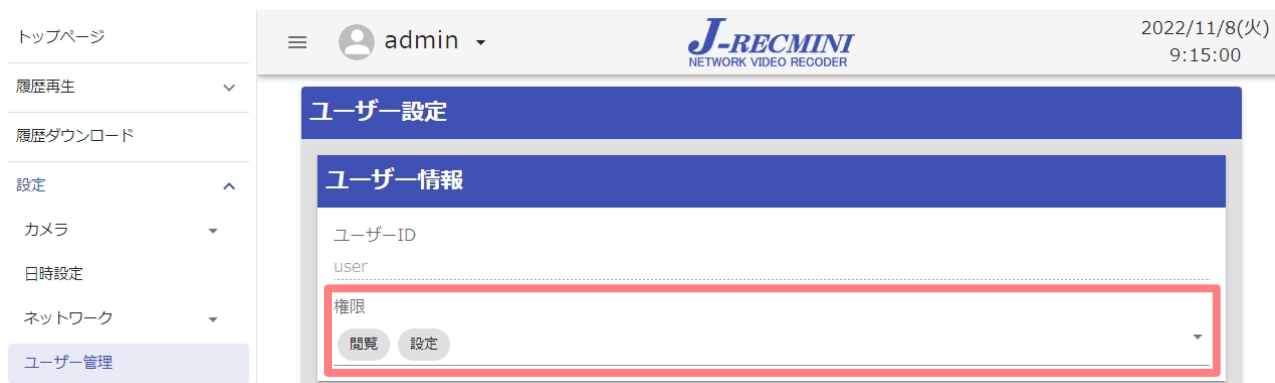 トップページ
履歴再生
履歴ダウンロード
設定
カメラ
日時設定
ネットワーク
ユーザー管理
admin
J-RECMINI
NETWORK VIDEO RECODER
2022/11/8(火)
9:15:00
ユーザー設定
ユーザー情報
ユーザーID
user
権限
閲覧 設定